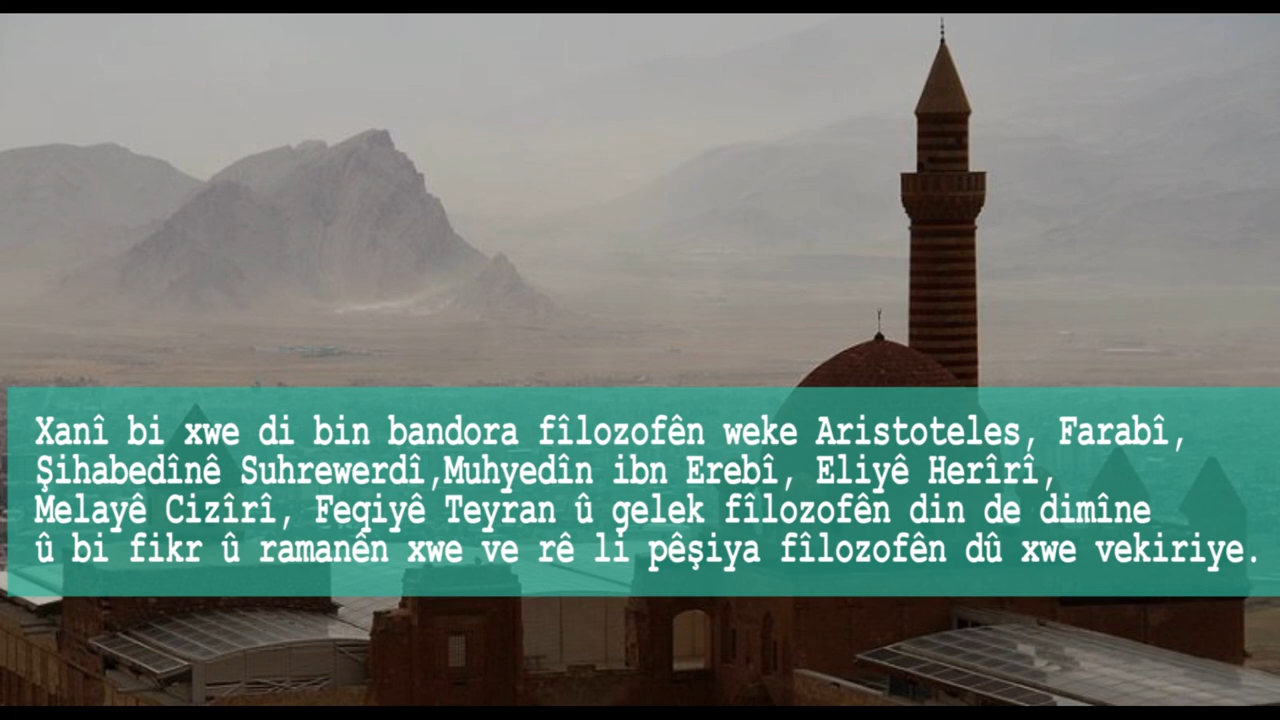 Xanî bi xwe di bin bandora fîlozofên weke Aristoteles, Farabî,
Şihabedînê Suhrewerdî,Muhyedîn ibn Erebî, Eliyê Herîrî,
Melayê Cizîrî, Feqiyê Teyran û gelek fîlozofên din de dimîne
û bi fikr û ramanên xwe ve rê li pêşiya fîlozofên dû xwe vekiriye.